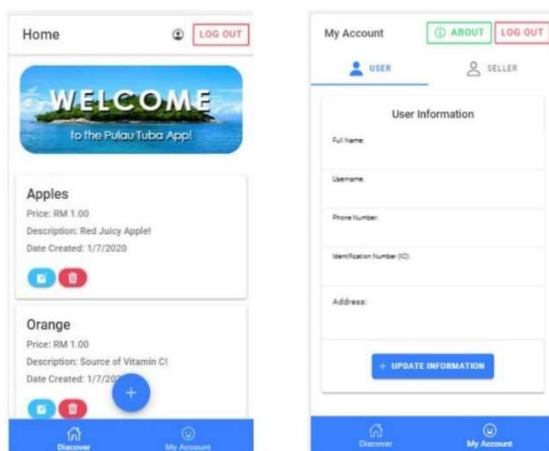 Home
LOG OUT
WELCOME
to the Pulau Tuba App!
Apples
Price: RM 1.00
Description: Red Juicy Apple!
Date Created: 1/7/2020
Orange
Price: RM 1.00
Description: Source of Vitamin C!
Date Created: 1/7/202
+
Discover
My Account
My Account
ABOUT
LOG OUT
USER
SELLER
User Information
Full Name:
Username:
Phone Number:
Identification Number (IC):
Address:
+ UPDATE INFORMATION
Discover
My Account